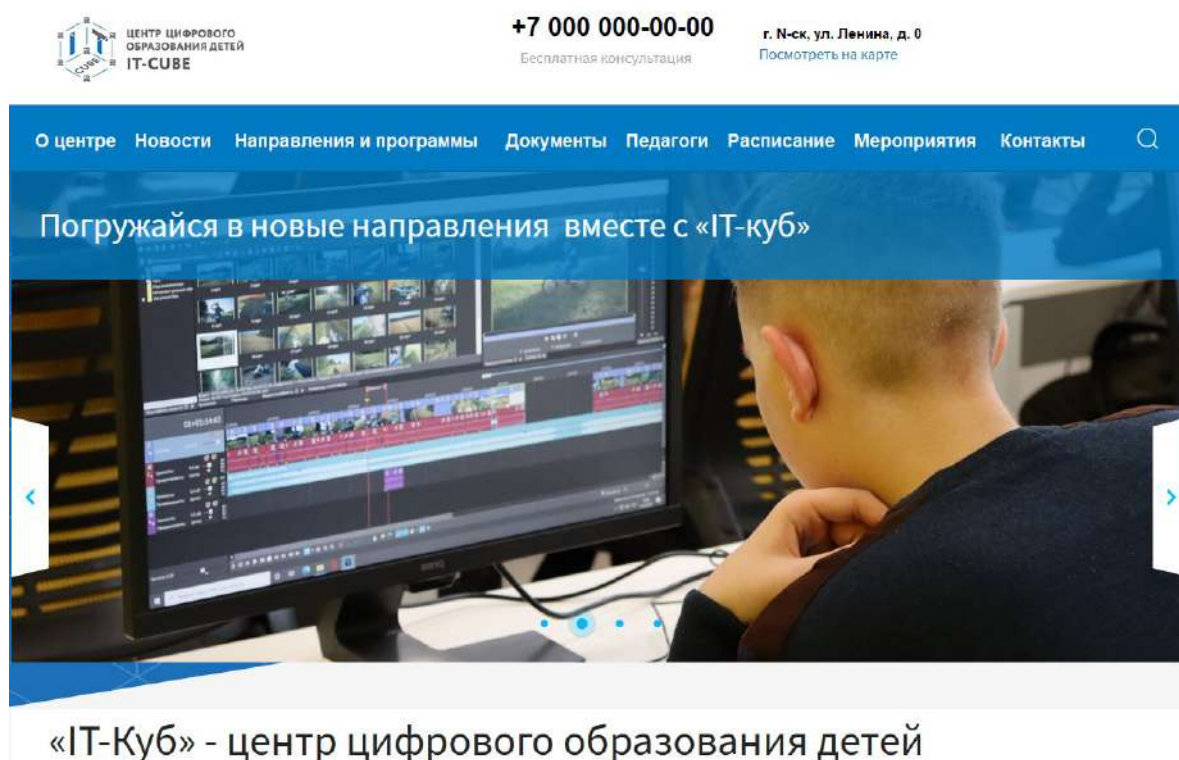 ЦЕНТР ЦИФРОВОГО
ОБРАЗОВАНИЯ ДЕТЕЙ
IT-CUBE
CUBE
+7 000 000-00-00
Бесплатная консультация
г. N-ск, ул. Ленина, д. 0
Посмотреть на карте
О центре Новости Направления и программы Документы Педагоги Расписание Мероприятия Контакты
Погружайся в новые направления вместе с «IT-куб»
BENQ
«IT-Куб» - центр цифрового образования детей